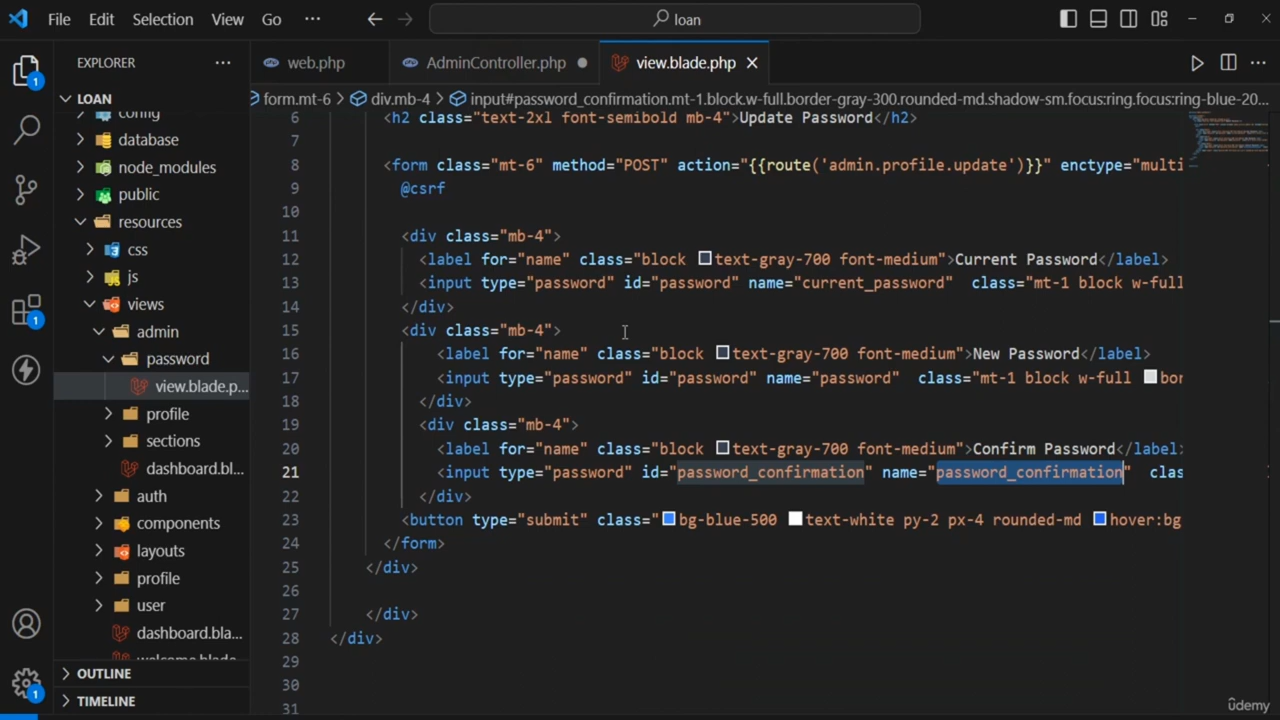 File Edit Selection View Go ··· loan
EXPLORER ···
web.php AdminController.php view.blade.php
LOAN
form.mt-6 > div.mb-4 > input#password_confirmation.mt-1.block.w-full.border-gray-300.rounded-md.shadow-sm.focus:ring.focus:ring-blue-20...
config
database
node_modules
public
resources
css
js
views
admin
password
view.blade.p...
profile
sections
dashboard.bl...
auth
components
layouts
profile
user
dashboard.bla...
welcome.blade
OUTLINE
TIMELINE
1
1
1
6 <h2 class="text-2xl font-semibold mb-4">Update Password</h2>
7
8 <form class="mt-6" method="POST" action="{{route('admin.profile.update')}}" enctype="multi
9 @csrf
10
11 <div class="mb-4">
12 <label for="name" class="block text-gray-700 font-medium">Current Password</label>
13 <input type="password" id="password" name="current_password" class="mt-1 block w-full
14 </div>
15 <div class="mb-4">
16 <label for="name" class="block text-gray-700 font-medium">New Password</label>
17 <input type="password" id="password" name="password" class="mt-1 block w-full bor
18 </div>
19 <div class="mb-4">
20 <label for="name" class="block text-gray-700 font-medium">Confirm Password</label>
21 <input type="password" id="password_confirmation" name="password_confirmation" clas
22 </div>
23 <button type="submit" class="bg-blue-500 text-white py-2 px-4 rounded-md hover:bg
24 </form>
25 </div>
26
27 </div>
28 </div>
29
30
31
ûdemy